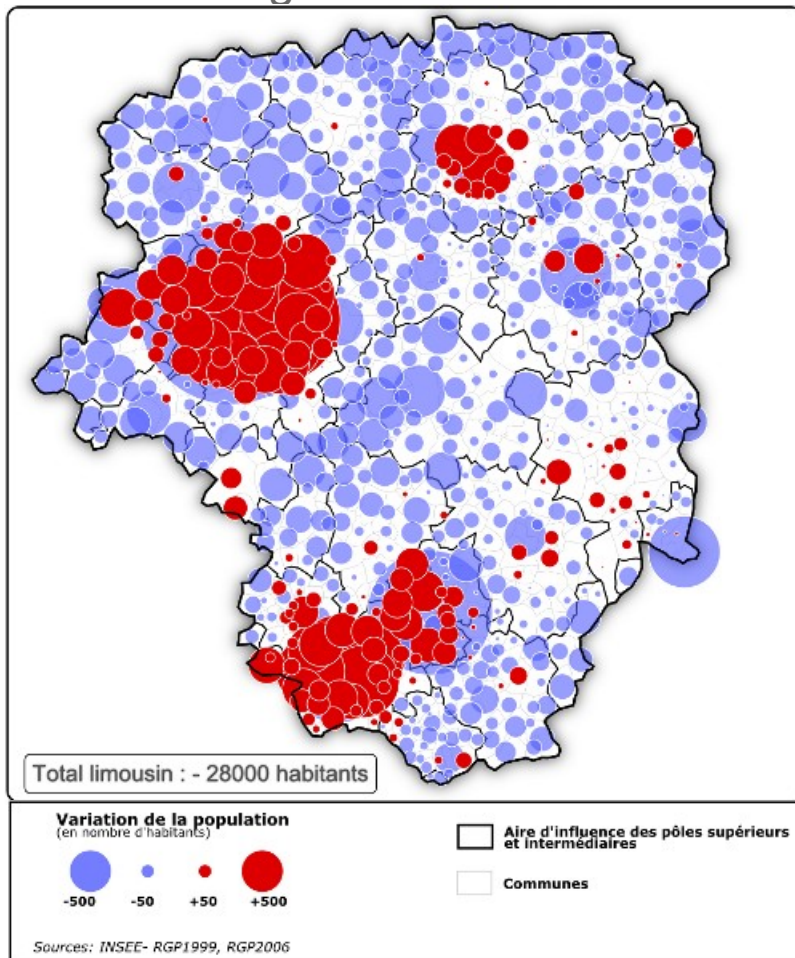 Total limousin : - 28000 habitants
Variation de la population
(en nombre d'habitants)
-500
-50
+50
+500
Aire d'influence des pôles supérieurs
et intermédiaires
Communes
Sources: INSEE- RGP1999, RGP2006